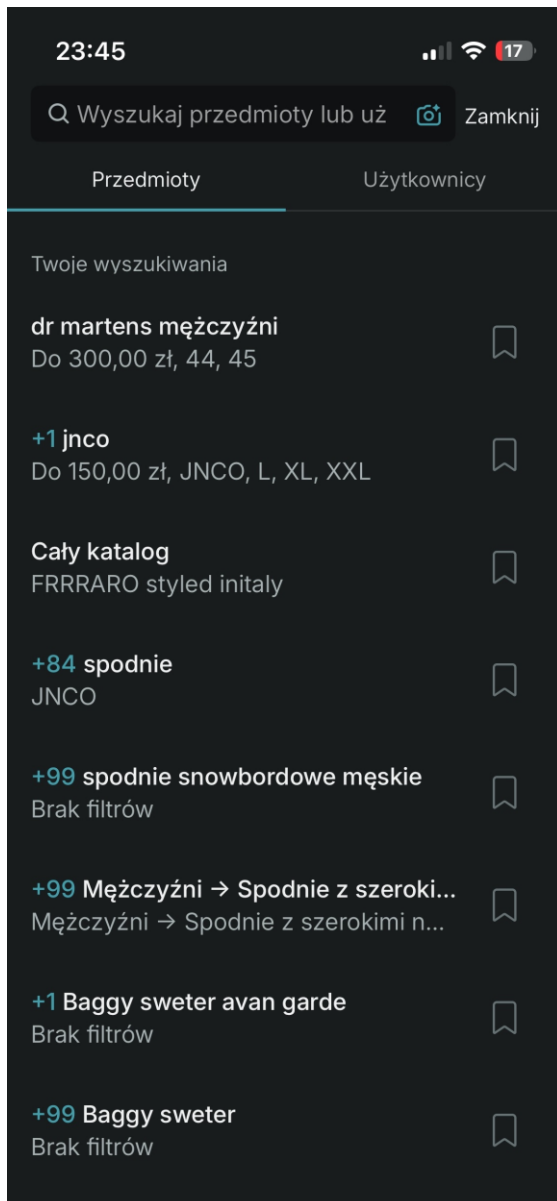 23:45
17
Wyszukaj przedmioty lub uż
Zamknij
Przedmioty
Użytkownicy
Twoje wyszukiwania
dr martens mężczyźni
Do 300,00 zł, 44, 45
+1 jnco
Do 150,00 zł, JNCO, L, XL, XXL
Cały katalog
FRRRARO styled initaly
+84 spodnie
JNCO
+99 spodnie snowbordowe męskie
Brak filtrów
+99 Mężczyźni → Spodnie z szeroki...
Mężczyźni → Spodnie z szerokimi n...
+1 Baggy sweter avan garde
Brak filtrów
+99 Baggy sweter
Brak filtrów